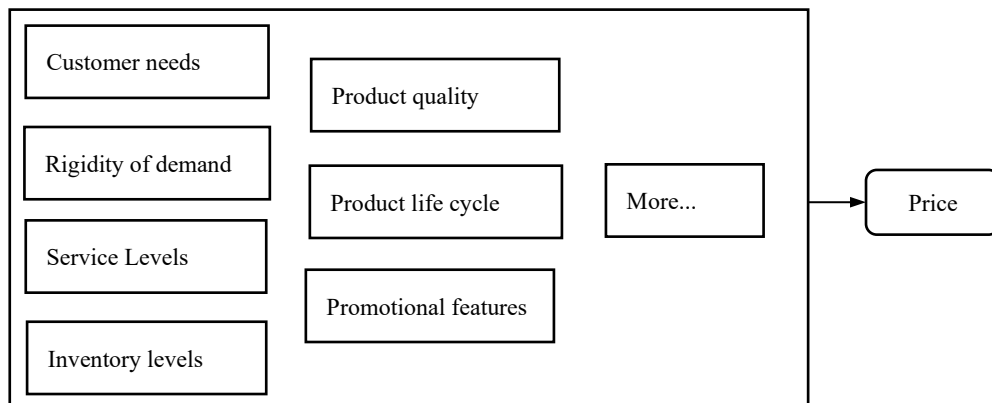 Customer needs
Rigidity of demand
Service Levels
Inventory levels
Product quality
Product life cycle
Promotional features
More...
Price